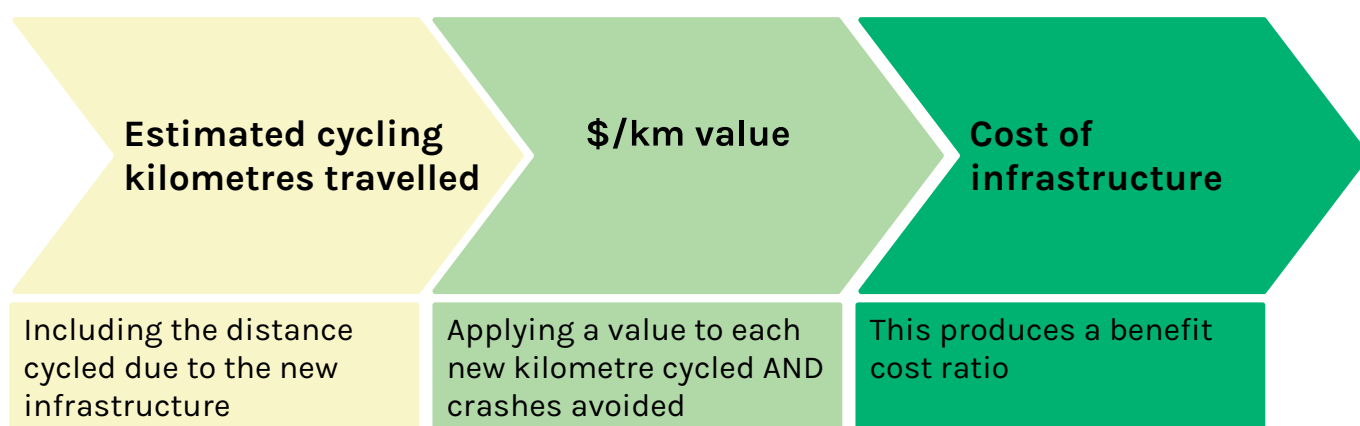 Estimated cycling
kilometres travelled
$/km value
Cost of
infrastructure
Including the distance
cycled due to the new
infrastructure
Applying a value to each
new kilometre cycled AND
crashes avoided
This produces a benefit
cost ratio